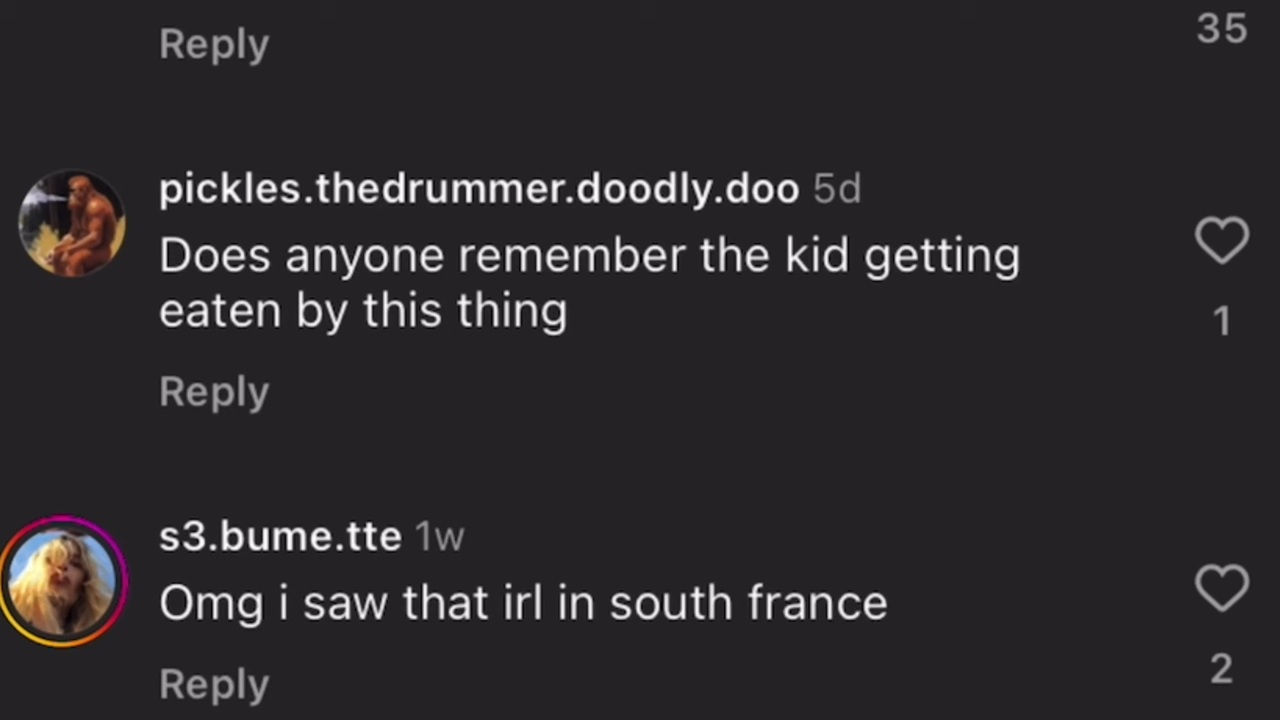 35
Reply
pickles.thedrummer.doodly.doo 5d
Does anyone remember the kid getting
eaten by this thing
1
Reply
s3.bume.tte 1w
Omg i saw that irl in south france
2
Reply